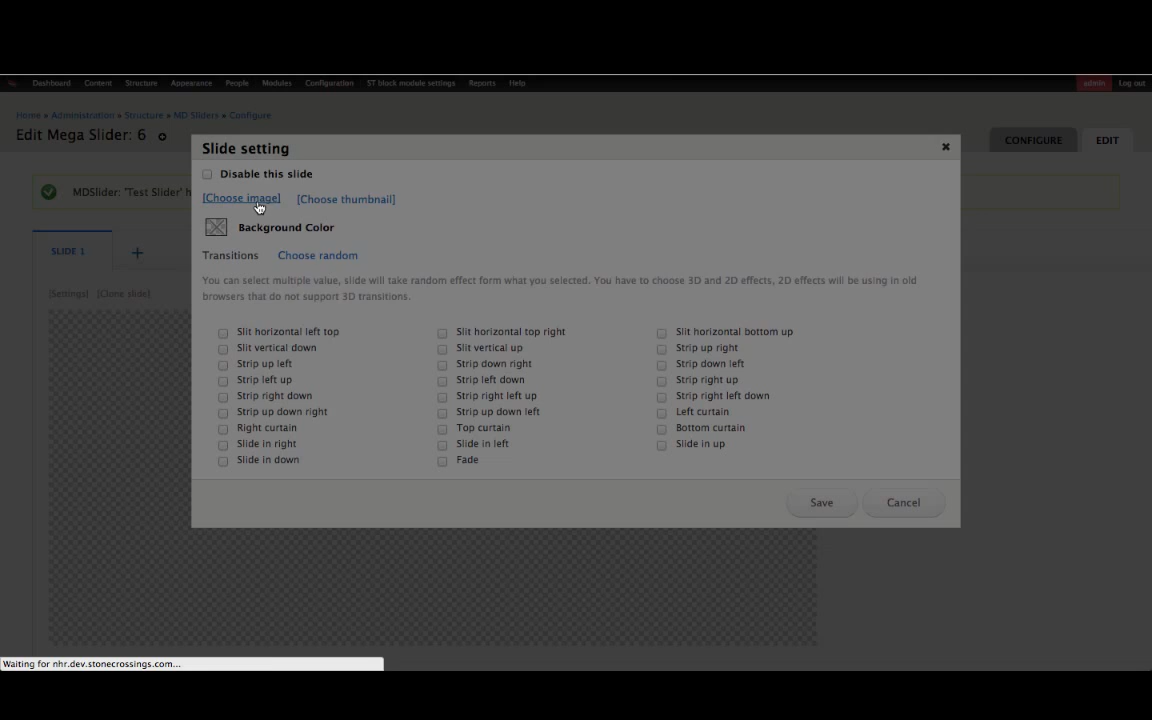 Dashboard Content Structure Appearance People Modules Configuration ST block module settings Reports Help admin Log out
Home » Administration » Structure » MD Sliders » Configure
Edit Mega Slider: 6
CONFIGURE EDIT
Slide setting
Disable this slide
MDSlider: 'Test Slider' h
[Choose image] [Choose thumbnail]
Background Color
SLIDE 1
Transitions Choose random
You can select multiple value, slide will take random effect form what you selected. You have to choose 3D and 2D effects, 2D effects will be using in old
browsers that do not support 3D transitions.
[Settings] [Clone slide]
Slit horizontal left top Slit horizontal top right Slit horizontal bottom up
Slit vertical down Slit vertical up Strip up right
Strip up left Strip down right Strip down left
Strip left up Strip left down Strip right up
Strip right down Strip right left up Strip right left down
Strip up down right Strip up down left Left curtain
Right curtain Top curtain Bottom curtain
Slide in right Slide in left Slide in up
Slide in down Fade
Save Cancel
Waiting for nhr.dev.stonecrossings.com...